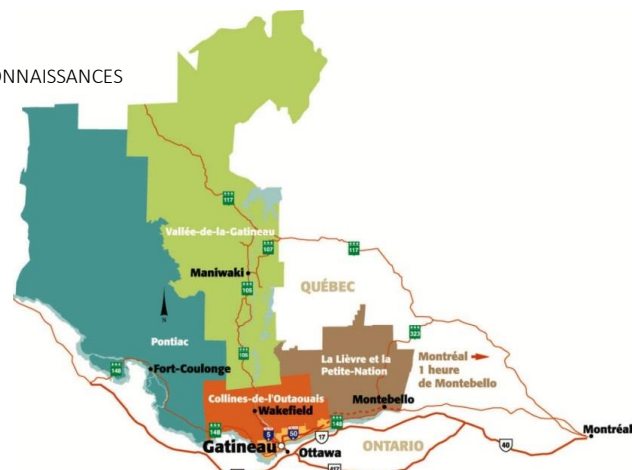 ONNAISSANCES
117
Vallée-de-la-Gatineau
107
117
Maniwaki
105
QUÉBEC
N
323
Pontiac
105
La Lièvre et la
Petite-Nation
Montréal
1 heure
de Montebello
148
Fort-Coulonge
Collines-de-l'Outaouais
Wakefield
Montebello
148
5
50
17
148
Montréal
Gatineau
Ottawa
ONTARIO
40
417